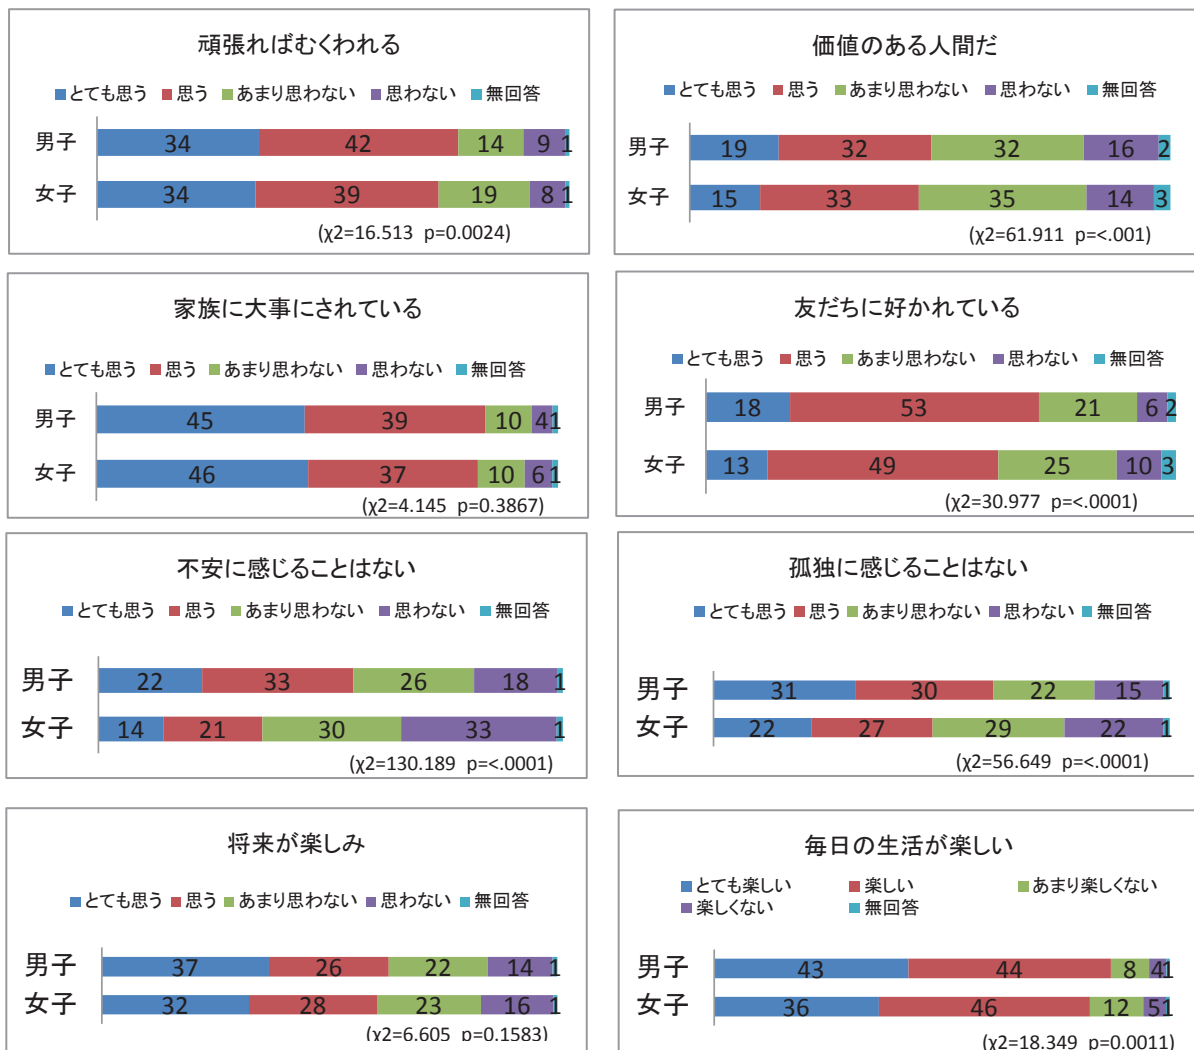 頑張ればむくわれる
とても思う 思う あまり思わない 思わない 無回答
男子 34 42 14 9 1
女子 34 39 19 8 1
(χ2=16.513 p=0.0024)
価値のある人間だ
とても思う 思う あまり思わない 思わない 無回答
男子 19 32 32 16 2
女子 15 33 35 14 3
(χ2=61.911 p=<.001)
家族に大事にされている
とても思う 思う あまり思わない 思わない 無回答
男子 45 39 10 4 1
女子 46 37 10 6 1
(χ2=4.145 p=0.3867)
友だちに好かれている
とても思う 思う あまり思わない 思わない 無回答
男子 18 53 21 6 2
女子 13 49 25 10 3
(χ2=30.977 p=<.0001)
不安に感じることはない
とても思う 思う あまり思わない 思わない 無回答
男子 22 33 26 18 1
女子 14 21 30 33 1
(χ2=130.189 p=<.0001)
孤独に感じることはない
とても思う 思う あまり思わない 思わない 無回答
男子 31 30 22 15 1
女子 22 27 29 22 1
(χ2=56.649 p=<.0001)
将来が楽しみ
とても思う 思う あまり思わない 思わない 無回答
男子 37 26 22 14 1
女子 32 28 23 16 1
(χ2=6.605 p=0.1583)
毎日の生活が楽しい
とても楽しい 楽しい あまり楽しくない
楽しくない 無回答
男子 43 44 8 4 1
女子 36 46 12 5 1
(χ2=18.349 p=0.0011)